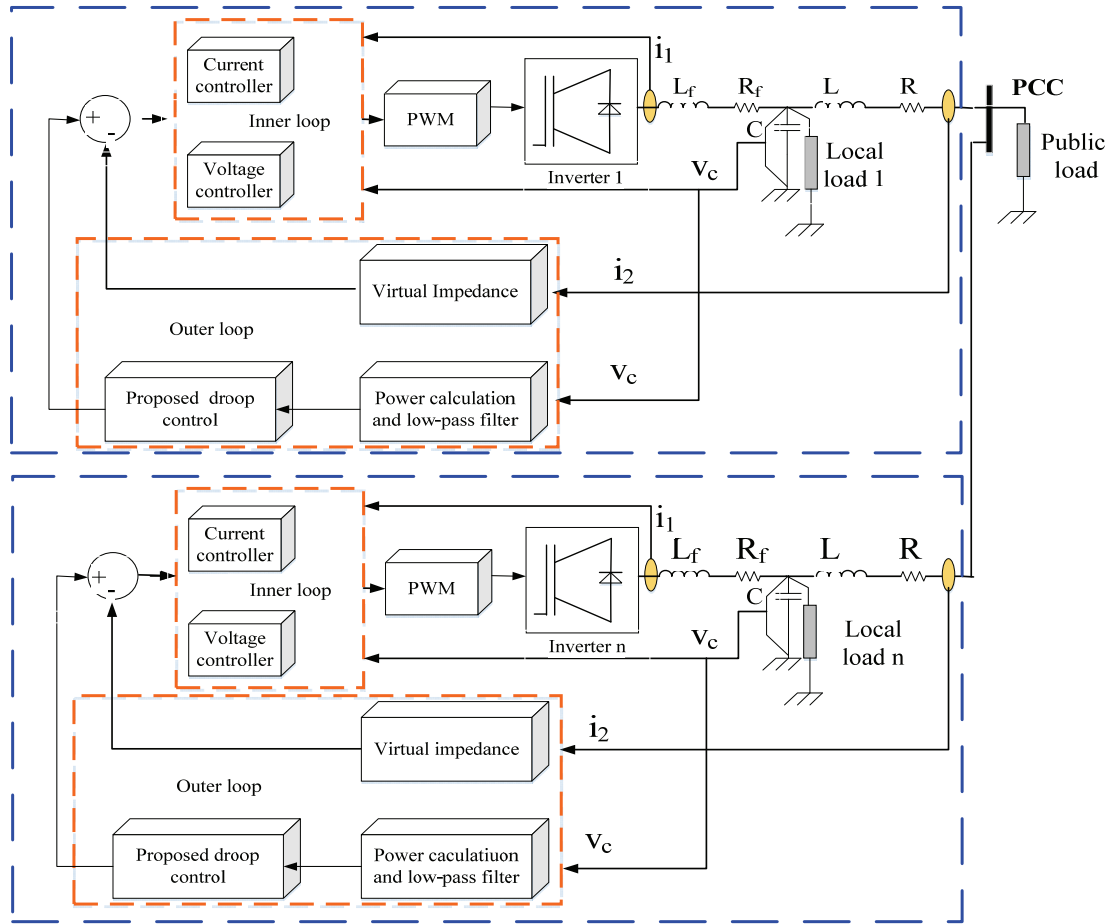 Current
controller
Inner loop
Voltage
controller
PWM
Inverter 1
i1
Lf
Rf
L
R
C
vc
Local
load 1
PCC
Public
load
+
-
Virtual Impedance
i2
Outer loop
vc
Proposed droop
control
Power calculation
and low-pass filter
Current
controller
Inner loop
Voltage
controller
PWM
Inverter n
i1
Lf
Rf
L
R
C
vc
Local
load n
+
-
Virtual impedance
i2
Outer loop
vc
Proposed droop
control
Power caculatiuon
and low-pass filter